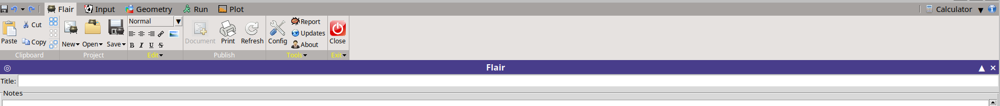 Flair Input Geometry Run Plot Calculator
Normal
Cut
Report
Updates
Paste Copy Document Print Refresh Config Close
New Open Save B I U S About
Clipboard Project Edit Publish Tools Exit
Flair
Title:
Notes